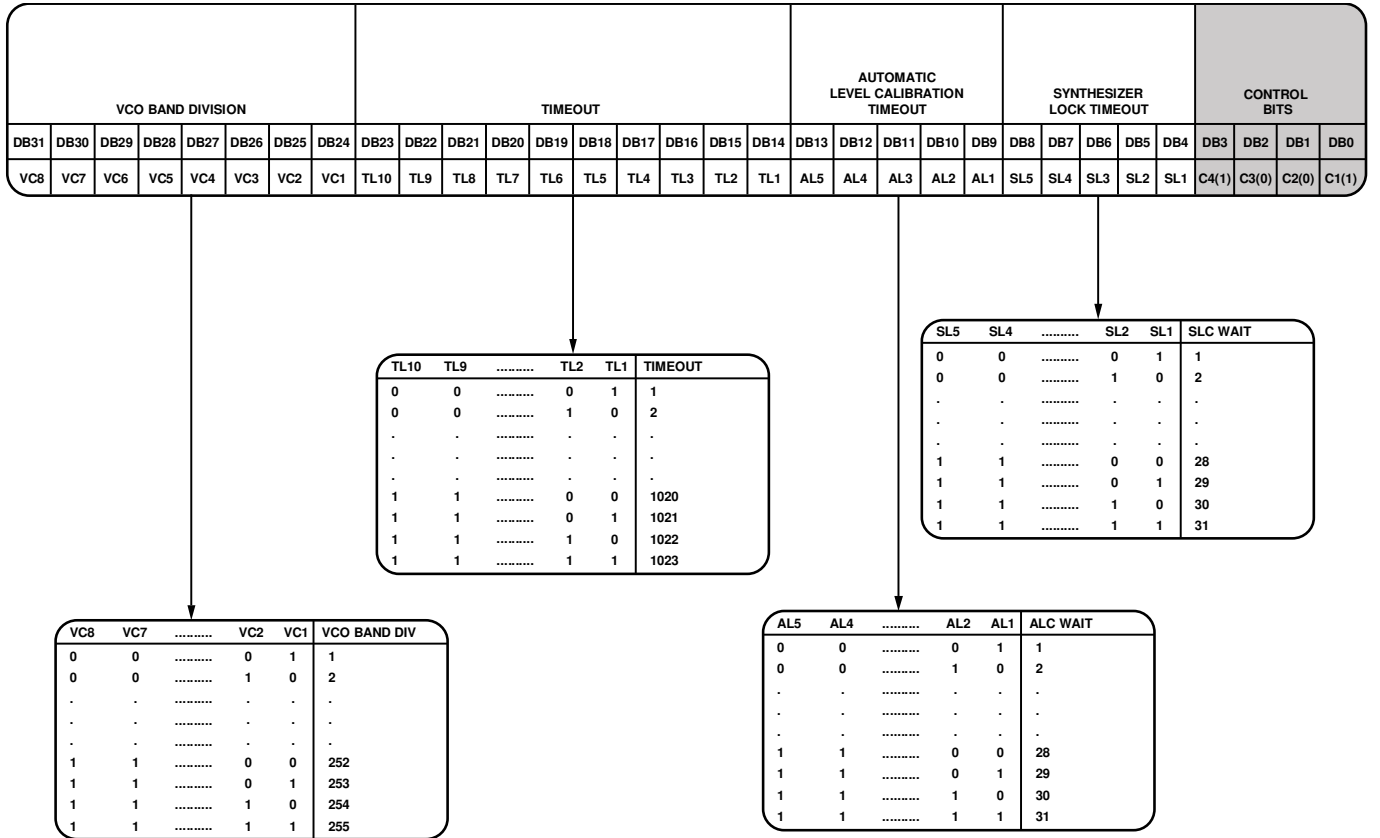 VCO BAND DIVISION TIMEOUT AUTOMATIC LEVEL CALIBRATION TIMEOUT SYNTHESIZER LOCK TIMEOUT CONTROL BITS
DB31 DB30 DB29 DB28 DB27 DB26 DB25 DB24 DB23 DB22 DB21 DB20 DB19 DB18 DB17 DB16 DB15 DB14 DB13 DB12 DB11 DB10 DB9 DB8 DB7 DB6 DB5 DB4 DB3 DB2 DB1 DB0
VC8 VC7 VC6 VC5 VC4 VC3 VC2 VC1 TL10 TL9 TL8 TL7 TL6 TL5 TL4 TL3 TL2 TL1 AL5 AL4 AL3 AL2 AL1 SL5 SL4 SL3 SL2 SL1 C4(1) C3(0) C2(0) C1(1)
SL5 SL4 .......... SL2 SL1 SLC WAIT
0 0 .......... 0 1 1
0 0 .......... 1 0 2
. . .......... . . .
. . .......... . . .
. . .......... . . .
1 1 .......... 0 0 28
1 1 .......... 0 1 29
1 1 .......... 1 0 30
1 1 .......... 1 1 31
TL10 TL9 .......... TL2 TL1 TIMEOUT
0 0 .......... 0 1 1
0 0 .......... 1 0 2
. . .......... . . .
. . .......... . . .
. . .......... . . .
1 1 .......... 0 0 1020
1 1 .......... 0 1 1021
1 1 .......... 1 0 1022
1 1 .......... 1 1 1023
VC8 VC7 .......... VC2 VC1 VCO BAND DIV
0 0 .......... 0 1 1
0 0 .......... 1 0 2
. . .......... . . .
. . .......... . . .
. . .......... . . .
1 1 .......... 0 0 252
1 1 .......... 0 1 253
1 1 .......... 1 0 254
1 1 .......... 1 1 255
AL5 AL4 .......... AL2 AL1 ALC WAIT
0 0 .......... 0 1 1
0 0 .......... 1 0 2
. . .......... . . .
. . .......... . . .
. . .......... . . .
1 1 .......... 0 0 28
1 1 .......... 0 1 29
1 1 .......... 1 0 30
1 1 .......... 1 1 31